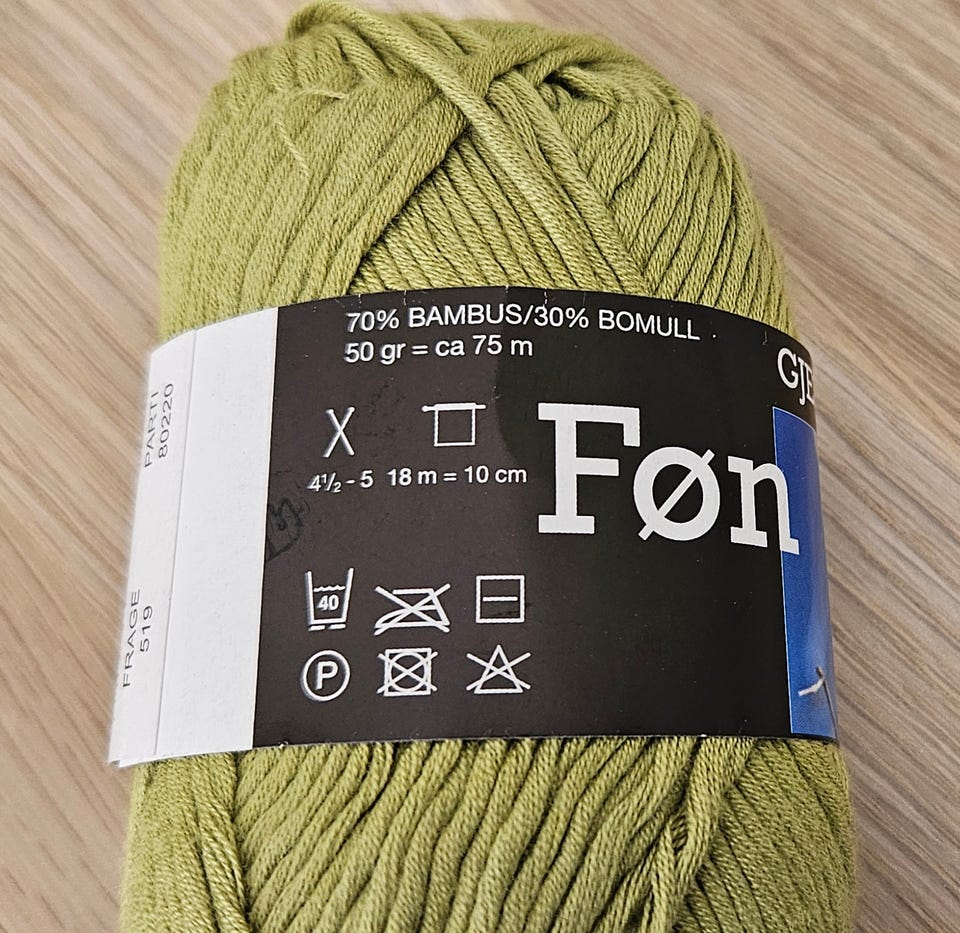 70% BAMBUS/30% BOMULL
50 gr = ca 75 m
GJE
4½ - 5 18 m = 10 cm
Føn
40
P
PARTI
80220
FRAGE
519